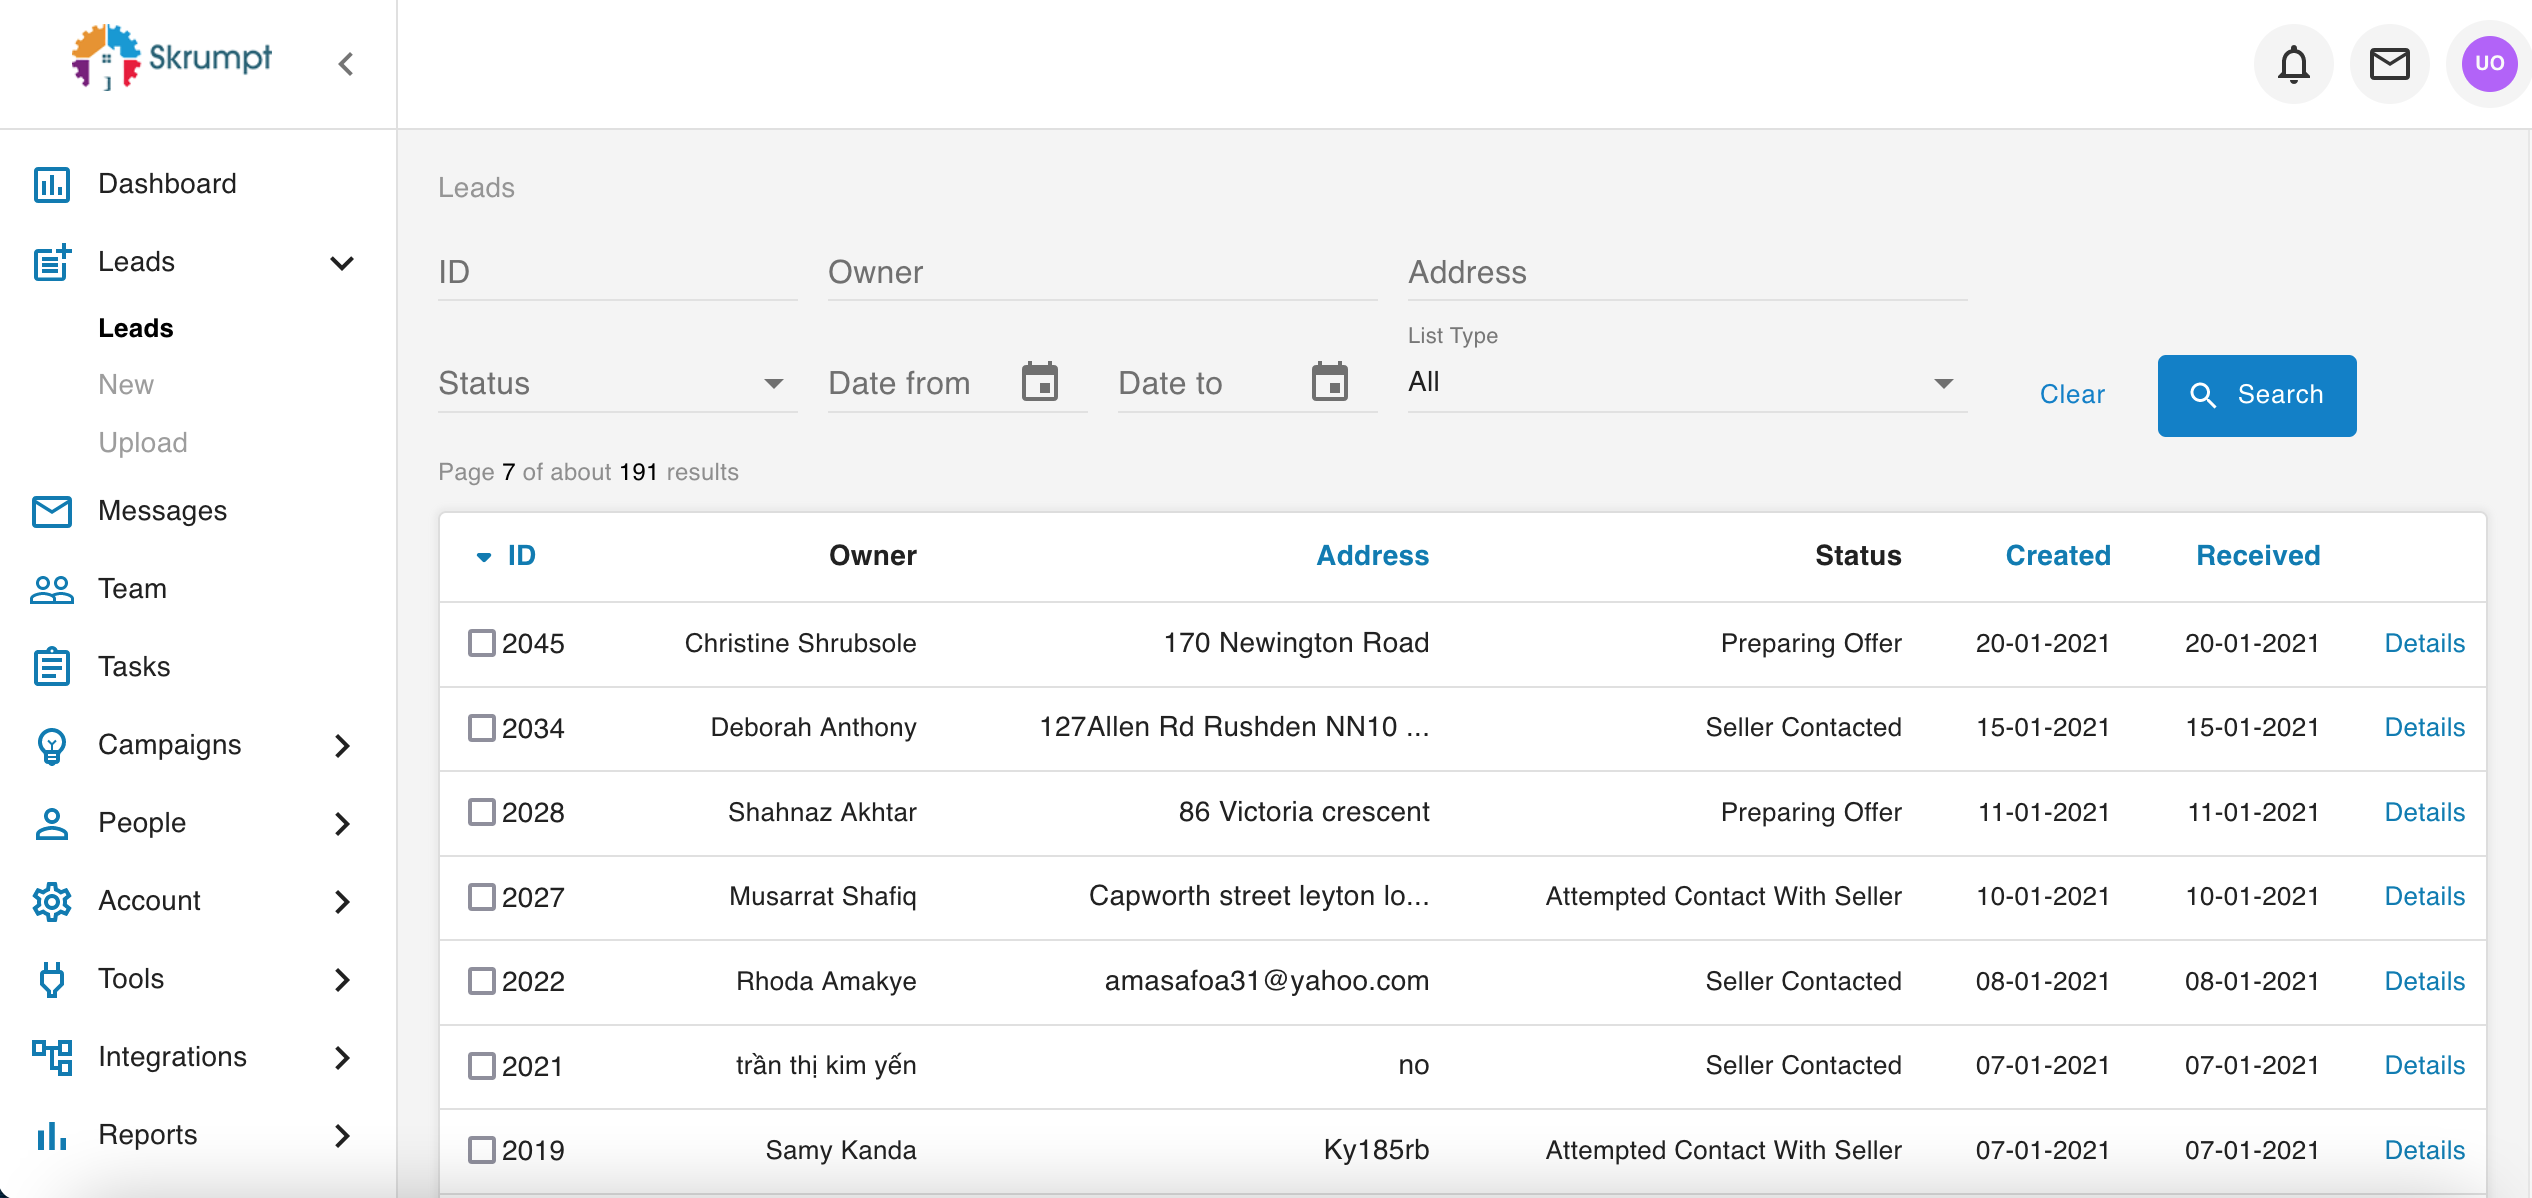 Skrumpt
UO
Dashboard
Leads
Leads
New
Upload
Messages
Team
Tasks
Campaigns
People
Account
Tools
Integrations
Reports
Leads
ID Owner Address
List Type
Status Date from Date to All Clear Search
Page 7 of about 191 results
ID Owner Address Status Created Received
2045 Christine Shrubsole 170 Newington Road Preparing Offer 20-01-2021 20-01-2021 Details
2034 Deborah Anthony 127Allen Rd Rushden NN10 ... Seller Contacted 15-01-2021 15-01-2021 Details
2028 Shahnaz Akhtar 86 Victoria crescent Preparing Offer 11-01-2021 11-01-2021 Details
2027 Musarrat Shafiq Capworth street leyton lo... Attempted Contact With Seller 10-01-2021 10-01-2021 Details
2022 Rhoda Amakye amasafoa31@yahoo.com Seller Contacted 08-01-2021 08-01-2021 Details
2021 trần thị kim yến no Seller Contacted 07-01-2021 07-01-2021 Details
2019 Samy Kanda Ky185rb Attempted Contact With Seller 07-01-2021 07-01-2021 Details